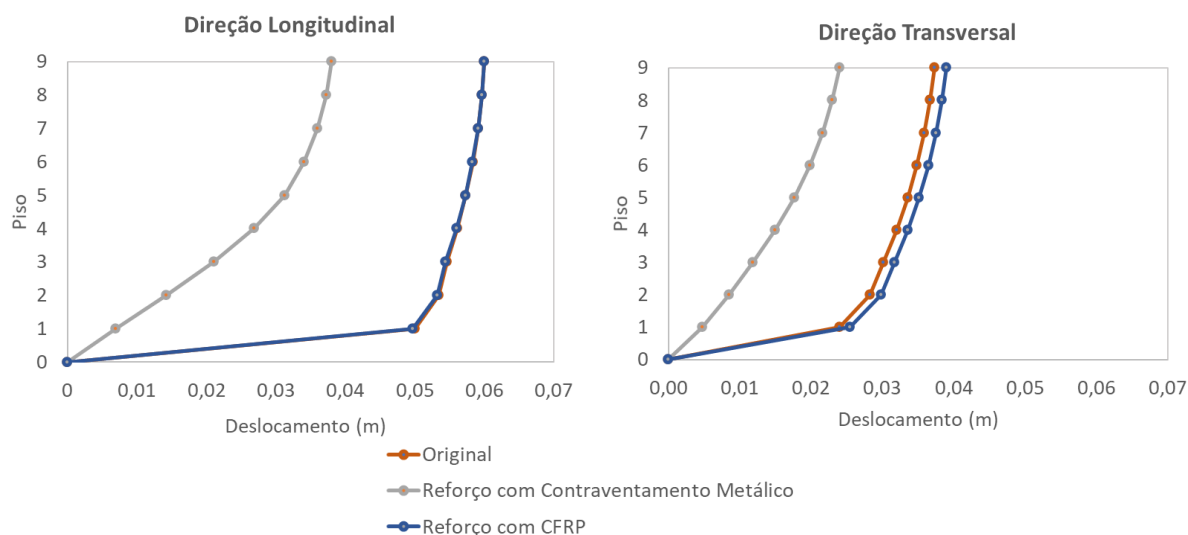 Direção Longitudinal
9
8
7
6
5
4
3
2
1
0
Piso
0 0,01 0,02 0,03 0,04 0,05 0,06 0,07
Deslocamento (m)
Direção Transversal
9
8
7
6
5
4
3
2
1
0
Piso
0,00 0,01 0,02 0,03 0,04 0,05 0,06 0,07
Deslocamento (m)
Original
Reforço com Contraventamento Metálico
Reforço com CFRP